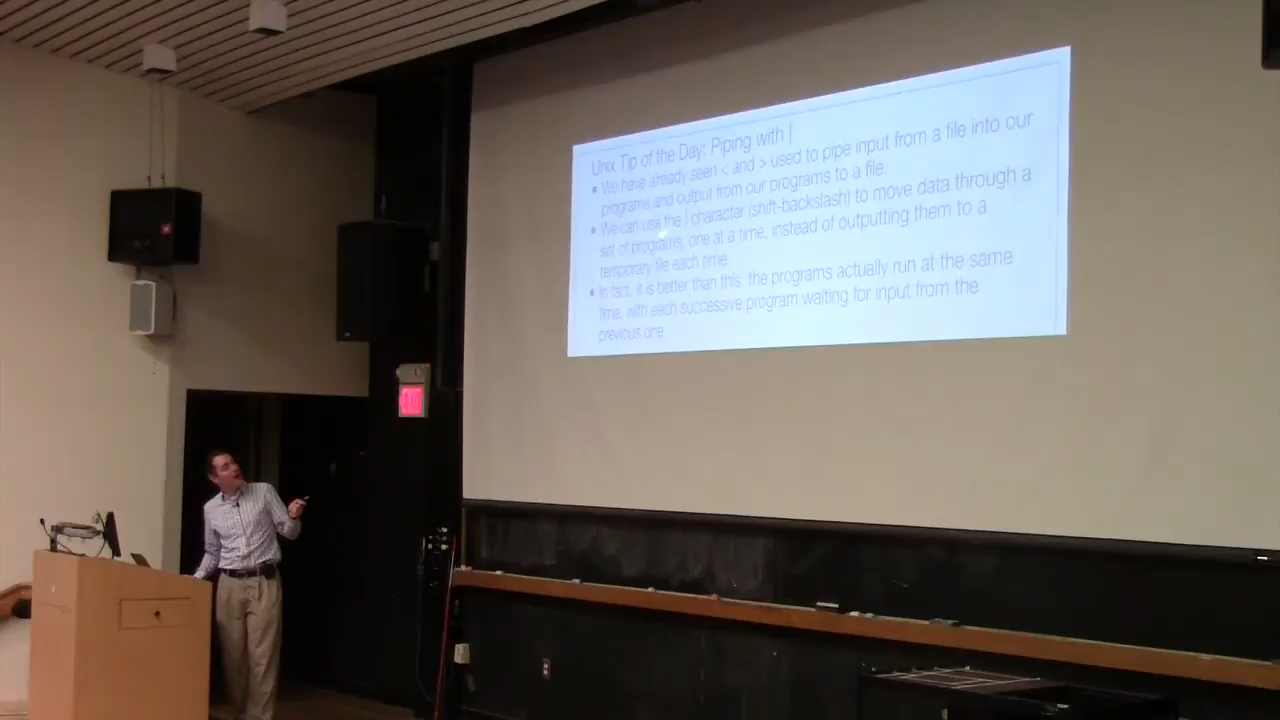 Unix Tip of the Day: Piping with |
• We have already seen < and > used to pipe input from a file into our
programs and output from our programs to a file.
• We can use the | character (shift-backslash) to move data through a
set of programs, one at a time, instead of outputting them to a
temporary file each time.
• In fact, it is better than this: the programs actually run at the same
time, with each successive program waiting for input from the
previous one.
EXIT